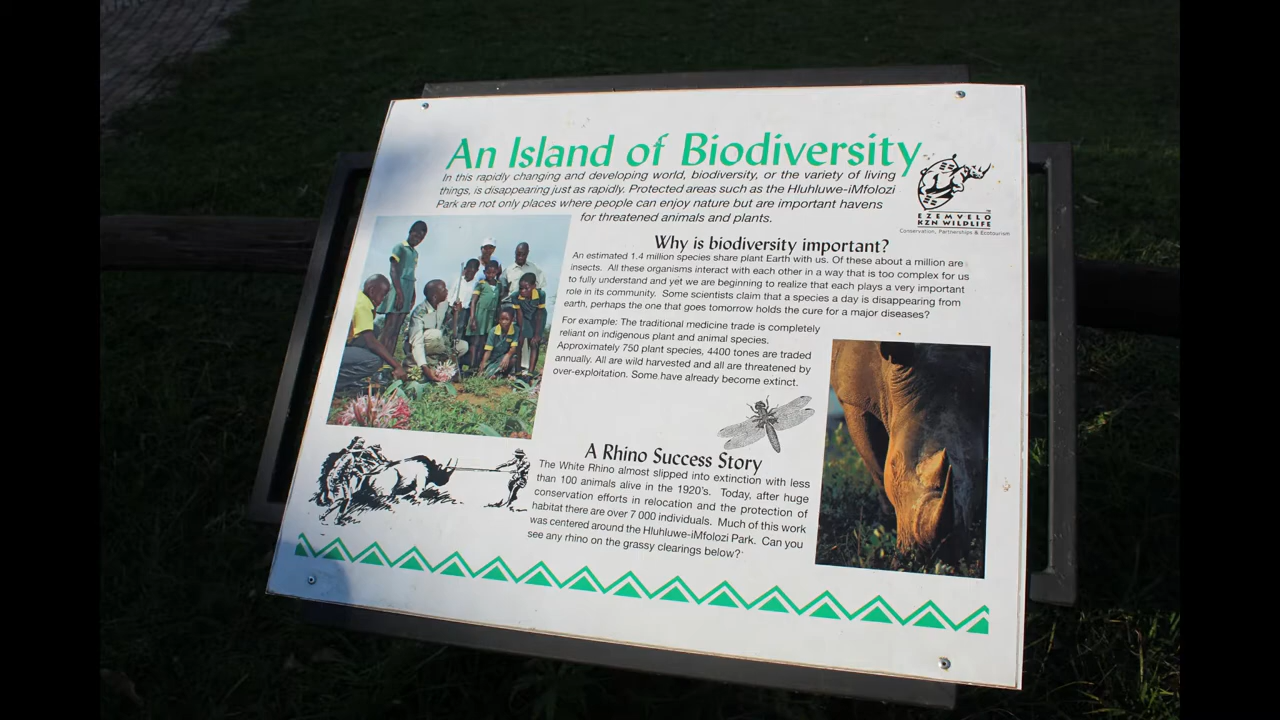 An Island of Biodiversity
In this rapidly changing and developing world, biodiversity, or the variety of living
things, is disappearing just as rapidly. Protected areas such as the Hluhluwe-iMfolozi
Park are not only places where people can enjoy nature but are important havens
for threatened animals and plants.
EZEMVELO
KZN WILDLIFE
Conservation, Partnerships & Ecotourism
Why is biodiversity important?
An estimated 1.4 million species share plant Earth with us. Of these about a million are
insects. All these organisms interact with each other in a way that is too complex for us
to fully understand and yet we are beginning to realize that each plays a very important
role in its community. Some scientists claim that a species a day is disappearing from
earth, perhaps the one that goes tomorrow holds the cure for a major diseases?
For example: The traditional medicine trade is completely
reliant on indigenous plant and animal species.
Approximately 750 plant species, 4400 tones are traded
annually. All are wild harvested and all are threatened by
over-exploitation. Some have already become extinct.
A Rhino Success Story
The White Rhino almost slipped into extinction with less
than 100 animals alive in the 1920's. Today, after huge
conservation efforts in relocation and the protection of
habitat there are over 7 000 individuals. Much of this work
was centered around the Hluhluwe-iMfolozi Park. Can you
see any rhino on the grassy clearings below?